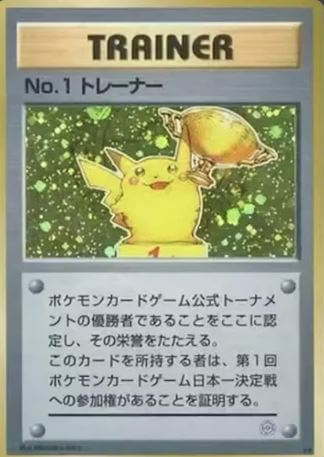 TRAINER
No.1 トレーナー
1
ポケモンカードゲーム公式トーナメ
ントの優勝者であることをここに認
定し、その栄誉をたたえる。
このカードを所持する者は、第1回
ポケモンカードゲーム日本一決定戦
への参加権があることを証明する。